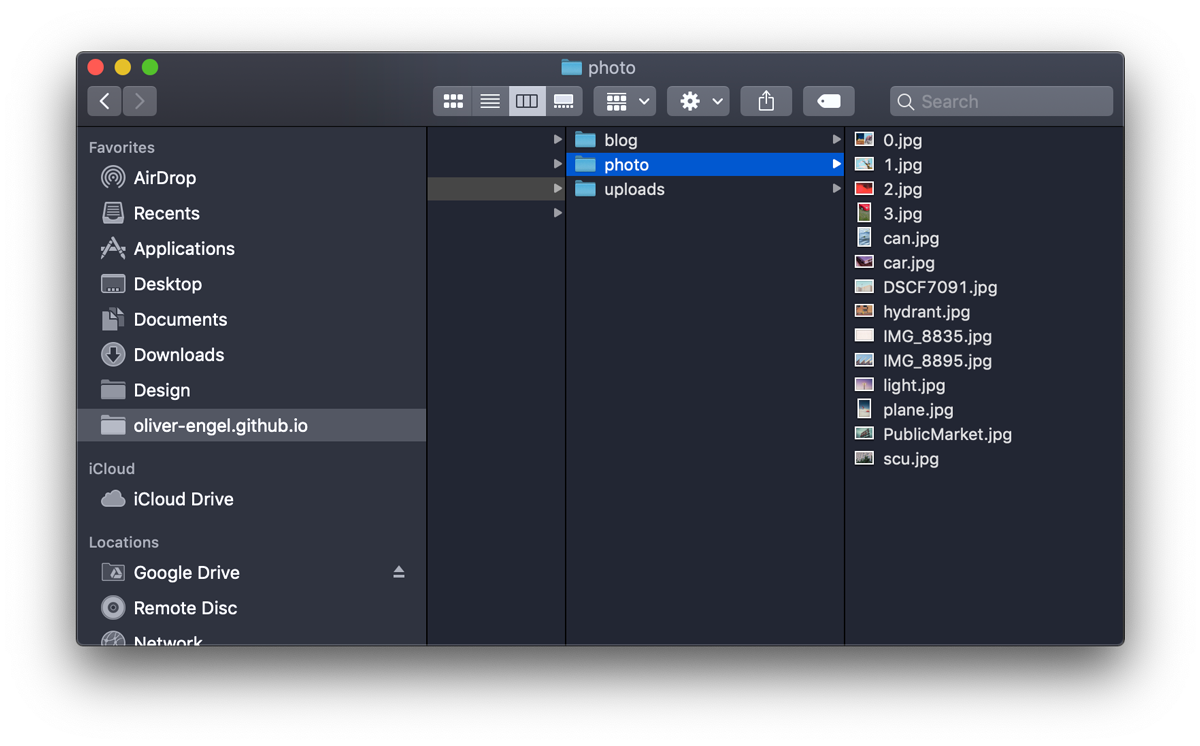 photo
Search
Favorites
AirDrop
Recents
Applications
Desktop
Documents
Downloads
Design
oliver-engel.github.io
iCloud
iCloud Drive
Locations
Google Drive
Remote Disc
Network
blog
photo
uploads
0.jpg
1.jpg
2.jpg
3.jpg
can.jpg
car.jpg
DSCF7091.jpg
hydrant.jpg
IMG_8835.jpg
IMG_8895.jpg
light.jpg
plane.jpg
PublicMarket.jpg
scu.jpg